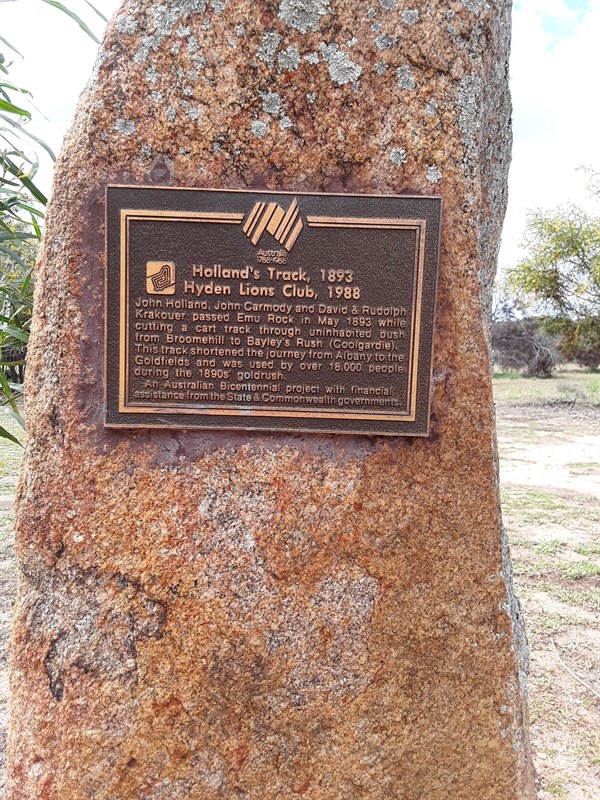 Australia
1788-1988
Holland's Track, 1893
Hyden Lions Club, 1988
John Holland, John Carmody and David & Rudolph
Krakouer passed Emu Rock in May 1893 while
cutting a cart track through uninhabited bush
from Broomehill to Bayley's Rush (Coolgardie).
This track shortened the journey from Albany to the
Goldfields and was used by over 18,000 people
during the 1890s' goldrush.
An Australian Bicentennial project with financial
assistance from the State & Commonwealth governments.